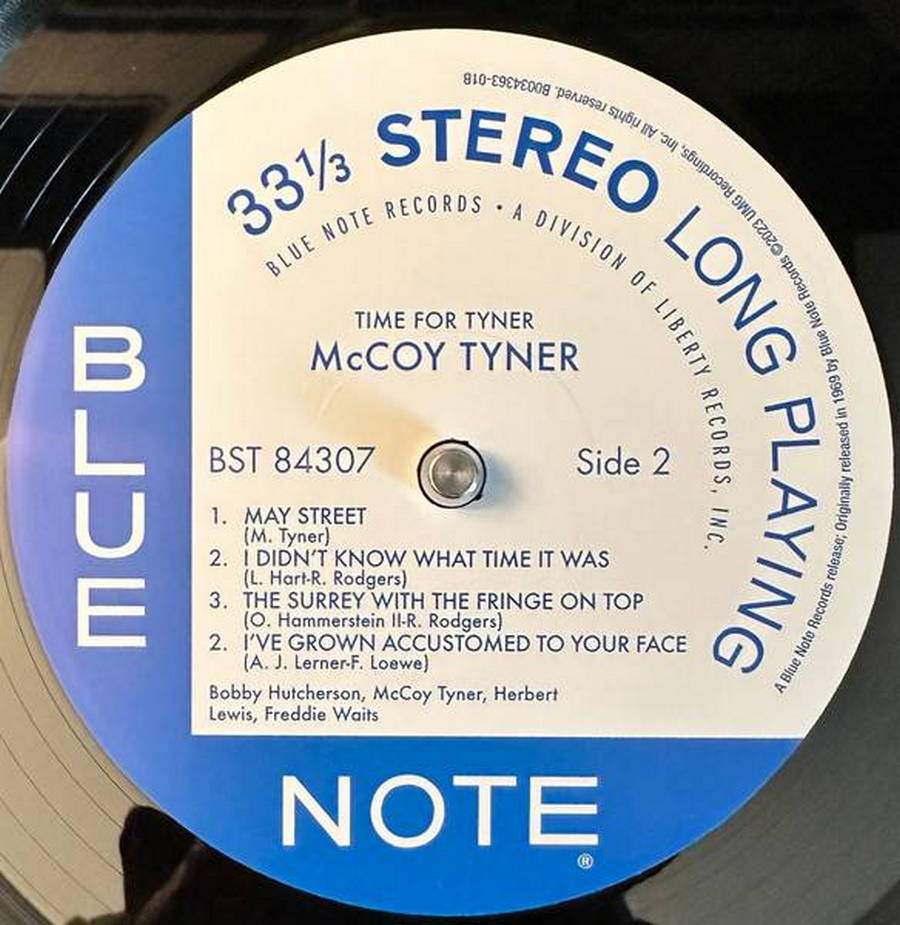 33⅓ STEREO LONG PLAYING
BLUE NOTE RECORDS • A DIVISION OF LIBERTY RECORDS, INC.
A Blue Note Records release; Originally released in 1969 by Blue Note Records ©2023 UMG Recordings, Inc. All rights reserved. B0034363-01B
TIME FOR TYNER
McCOY TYNER
BST 84307
Side 2
1. MAY STREET
(M. Tyner)
2. I DIDN'T KNOW WHAT TIME IT WAS
(L. Hart-R. Rodgers)
3. THE SURREY WITH THE FRINGE ON TOP
(O. Hammerstein II-R. Rodgers)
2. I'VE GROWN ACCUSTOMED TO YOUR FACE
(A. J. Lerner-F. Loewe)
Bobby Hutcherson, McCoy Tyner, Herbert
Lewis, Freddie Waits
BLUE
NOTE
®